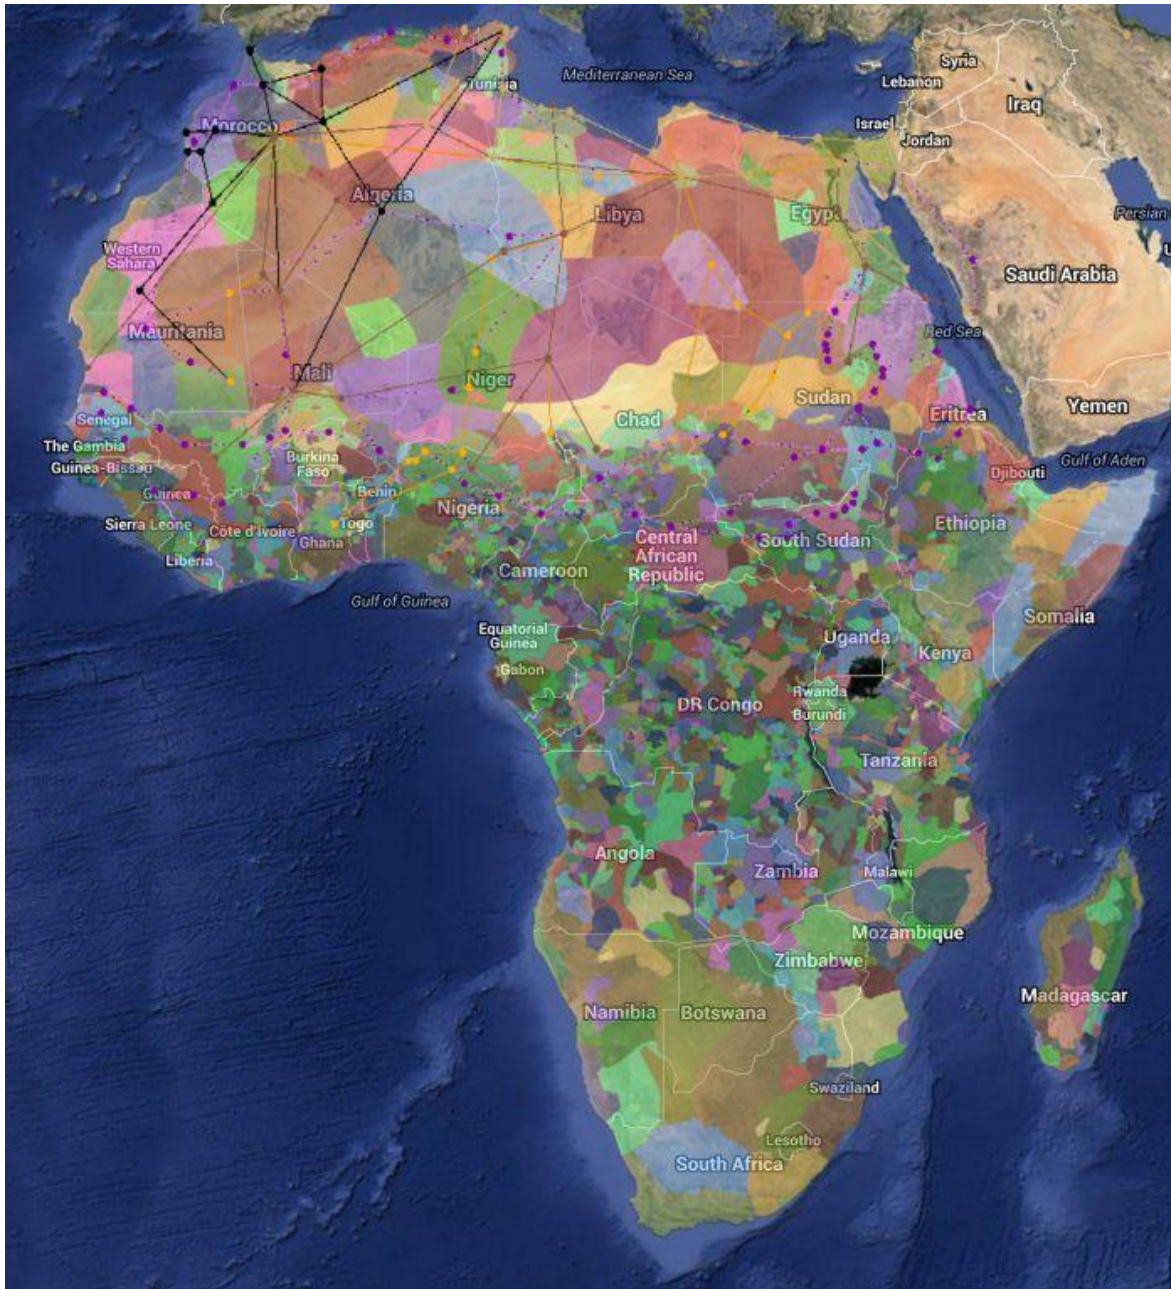 Mediterranean Sea
Syria
Lebanon
Iraq
Tunisia
Israel
Jordan
Morocco
Algeria
Libya
Egyp
Persian
Western
Sahara
Saudi Arabia
Mauritania
Red Sea
Mali
Niger
Sudan
Yemen
Chad
Eritrea
Senegal
The Gambia
Guinea-Bissau
Burkina
Faso
Gulf of Aden
Djibouti
Guinea
Benin
Nigeria
Sierra Leone
Côte d'Ivoire
Togo
Ghana
Ethiopia
Liberia
South Sudan
Central
African
Republic
Cameroon
Gulf of Guinea
Somalia
Equatorial
Guinea
Uganda
Kenya
Gabon
Rwanda
DR Congo
Burundi
Tanzania
Angola
Zambia
Malawi
Mozambique
Zimbabwe
Madagascar
Namibia
Botswana
Swaziland
Lesotho
South Africa